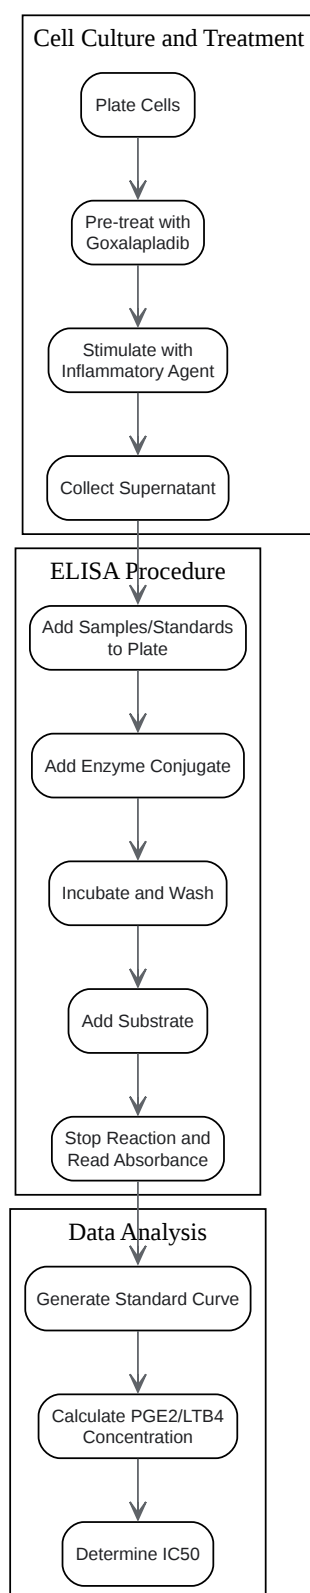 Cell Culture and Treatment
Plate Cells
Pre-treat with
Goxalapladib
Stimulate with
Inflammatory Agent
Collect Supernatant
ELISA Procedure
Add Samples/Standards
to Plate
Add Enzyme Conjugate
Incubate and Wash
Add Substrate
Stop Reaction and
Read Absorbance
Data Analysis
Generate Standard Curve
Calculate PGE2/LTB4
Concentration
Determine IC50